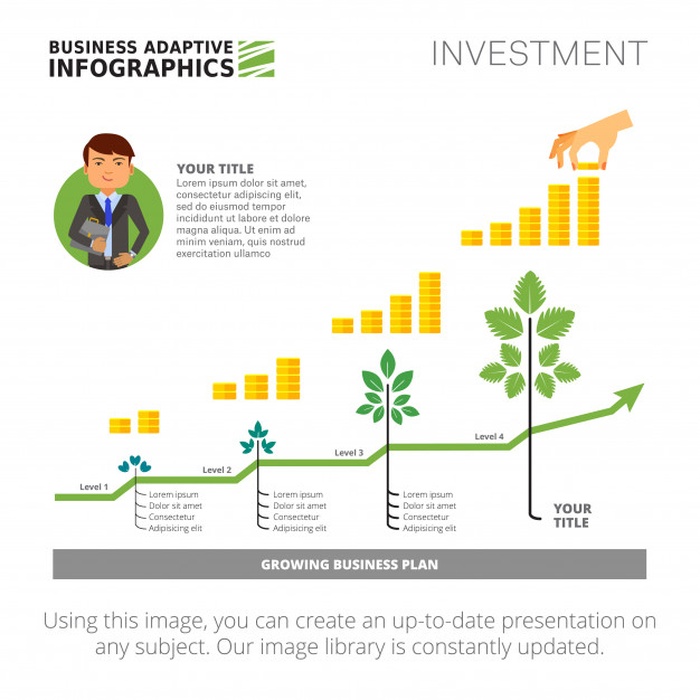 BUSINESS ADAPTIVE
INFOGRAPHICS
INVESTMENT
YOUR TITLE
Lorem ipsum dolor sit amet,
consectetur adipiscing elit,
sed do eiusmod tempor
incididunt ut labore et dolore
magna aliqua. Ut enim ad
minim veniam, quis nostrud
exercitation ullamco
Level 1
Level 2
Level 3
Level 4
Lorem ipsum
Dolor sit amet
Consectetur
Adipisicing elit
Lorem ipsum
Dolor sit amet
Consectetur
Adipisicing elit
Lorem ipsum
Dolor sit amet
Consectetur
Adipisicing elit
YOUR
TITLE
GROWING BUSINESS PLAN
Using this image, you can create an up-to-date presentation on
any subject. Our image library is constantly updated.